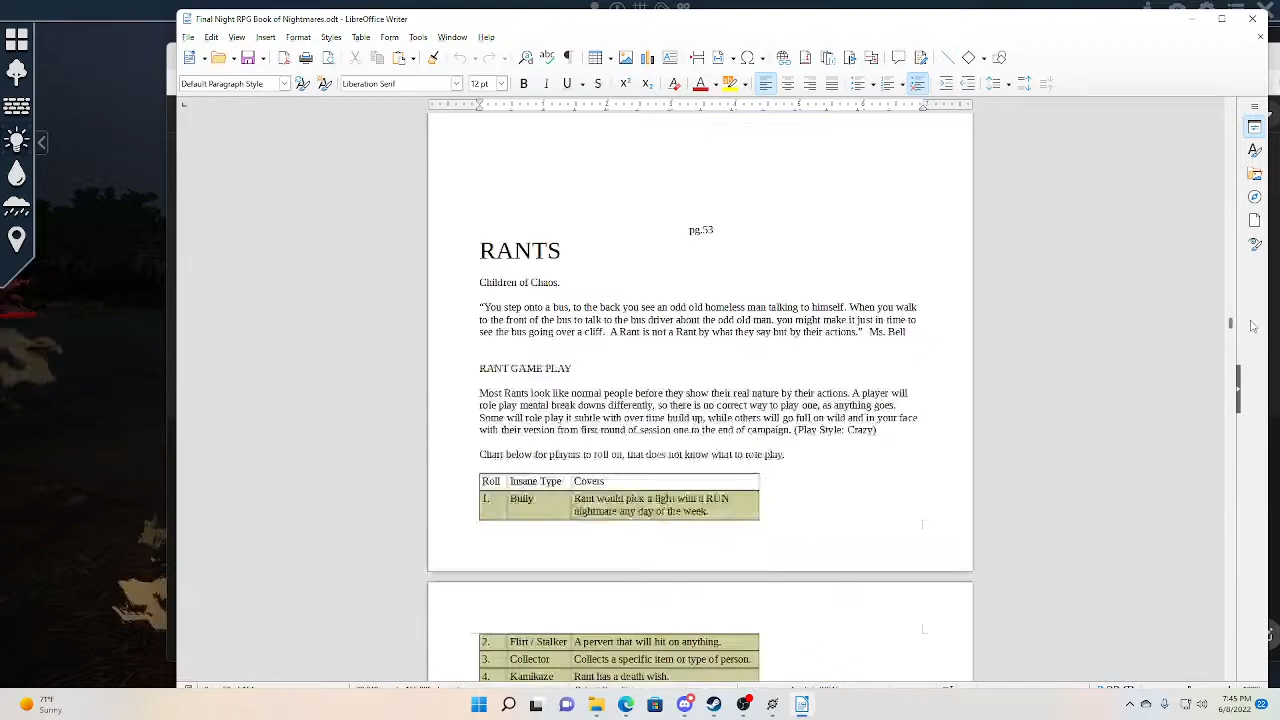 Final Night RPG Book of Nightmares.odt - LibreOffice Writer
File Edit View Insert Format Styles Table Form Tools Window Help
Default Paragraph Style Liberation Serif 12 pt
pg.53
RANTS
Children of Chaos.
“You step onto a bus, to the back you see an odd old homeless man talking to himself. When you walk
to the front of the bus to talk to the bus driver about the odd old man, you might make it just in time to
see the bus going over a cliff. A Rant is not a Rant by what they say but by their actions.” Ms. Bell
RANT GAME PLAY
Most Rants look like normal people before they show their real nature by their actions. A player will
role play mental break downs differently, so there is no correct way to play one, as anything goes.
Some will role play it subtle with over time build up, while others will go full on wild and in your face
with their version from first round of session one to the end of campaign. (Play Style: Crazy)
Chart below for players to roll on, that does not know what to role play.
Roll Insane Type Covers
1. Bully Rant would pick a fight with a RUN
nightmare any day of the week.
2. Flirt / Stalker A pervert that will hit on anything.
3. Collector Collects a specific item or type of person.
4. Kamikaze Rant has a death wish.
71°F
Sunny
7:45 PM
6/8/2022